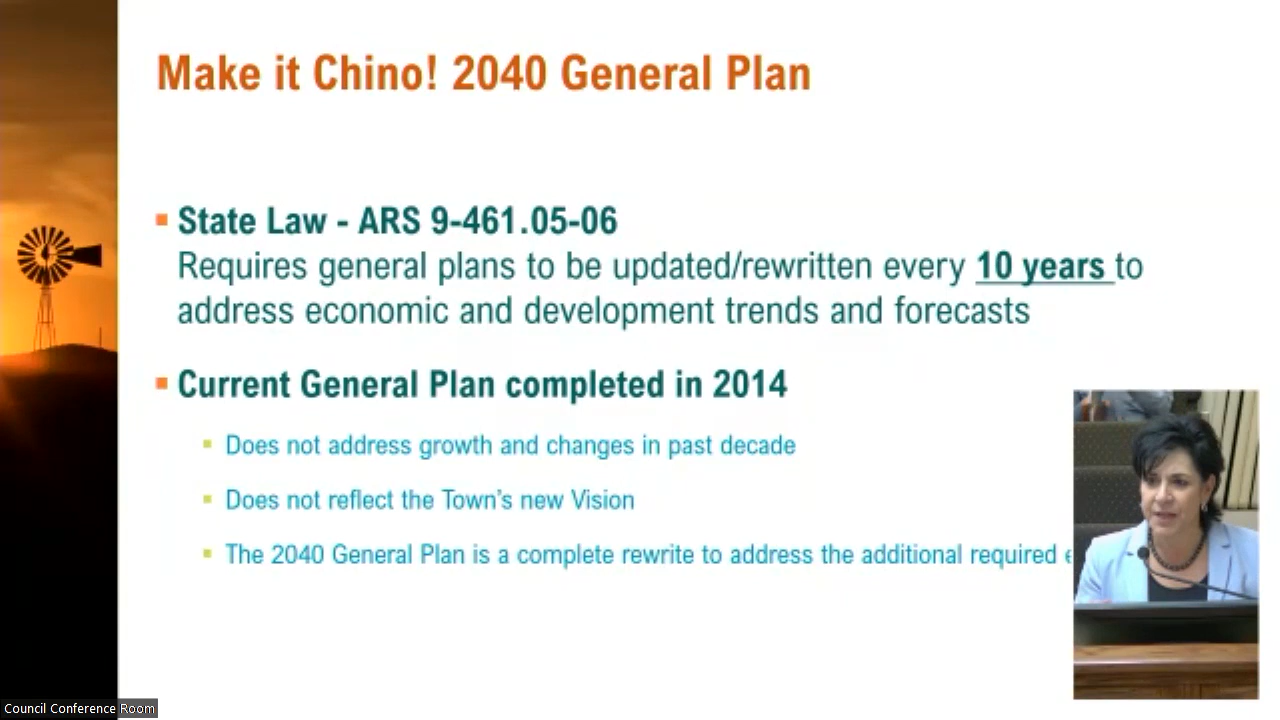 Make it Chino! 2040 General Plan
State Law - ARS 9-461.05-06
Requires general plans to be updated/rewritten every 10 years to
address economic and development trends and forecasts
Current General Plan completed in 2014
Does not address growth and changes in past decade
Does not reflect the Town's new Vision
The 2040 General Plan is a complete rewrite to address the additional required
Council Conference Room